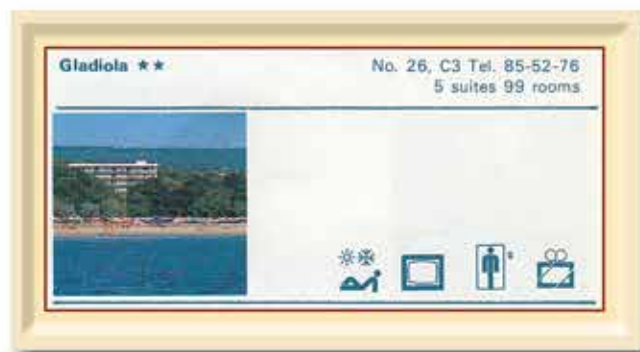 Gladiola ★★
No. 26, C3 Tel. 85-52-76
5 suites 99 rooms